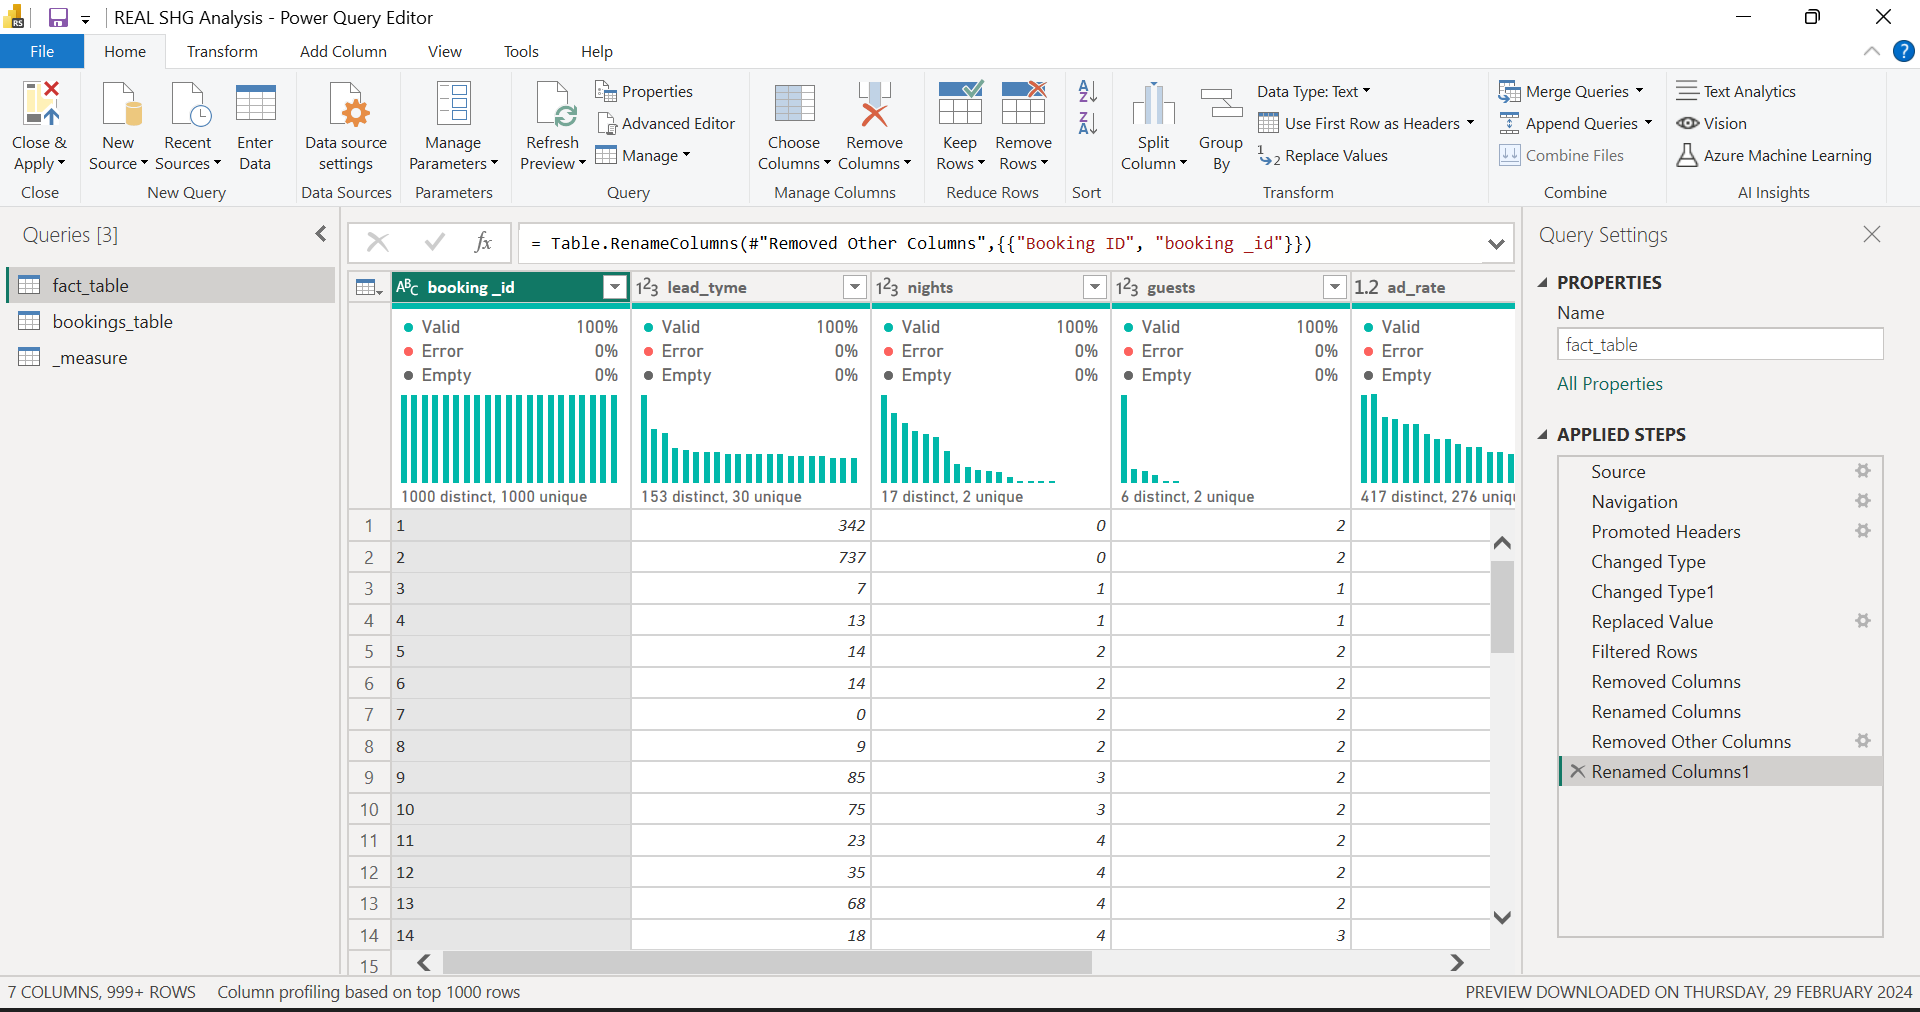 REAL SHG Analysis - Power Query Editor
File Home Transform Add Column View Tools Help
Close & Apply
Close
New Source
Recent Sources
Enter Data
New Query
Data source settings
Data Sources
Manage Parameters
Parameters
Refresh Preview
Properties
Advanced Editor
Manage
Query
Choose Columns
Remove Columns
Manage Columns
Keep Rows
Remove Rows
Reduce Rows
Sort
Split Column
Group By
Data Type: Text
Use First Row as Headers
Replace Values
Transform
Merge Queries
Append Queries
Combine Files
Combine
Text Analytics
Vision
Azure Machine Learning
AI Insights
Queries [3]
fact_table
bookings_table
_measure
fx = Table.RenameColumns(#"Removed Other Columns",{{"Booking ID", "booking _id"}})
ABC booking _id 123 lead_tyme 123 nights 123 guests 1.2 ad_rate
Valid 100% Valid 100% Valid 100% Valid 100% Valid
Error 0% Error 0% Error 0% Error 0% Error
Empty 0% Empty 0% Empty 0% Empty 0% Empty
1000 distinct, 1000 unique 153 distinct, 30 unique 17 distinct, 2 unique 6 distinct, 2 unique 417 distinct, 276 uniqu
1 1 342 0 2
2 2 737 0 2
3 3 7 1 1
4 4 13 1 1
5 5 14 2 2
6 6 14 2 2
7 7 0 2 2
8 8 9 2 2
9 9 85 3 2
10 10 75 3 2
11 11 23 4 2
12 12 35 4 2
13 13 68 4 2
14 14 18 4 3
15
Query Settings
PROPERTIES
Name
fact_table
All Properties
APPLIED STEPS
Source
Navigation
Promoted Headers
Changed Type
Changed Type1
Replaced Value
Filtered Rows
Removed Columns
Renamed Columns
Removed Other Columns
Renamed Columns1
7 COLUMNS, 999+ ROWS Column profiling based on top 1000 rows PREVIEW DOWNLOADED ON THURSDAY, 29 FEBRUARY 2024